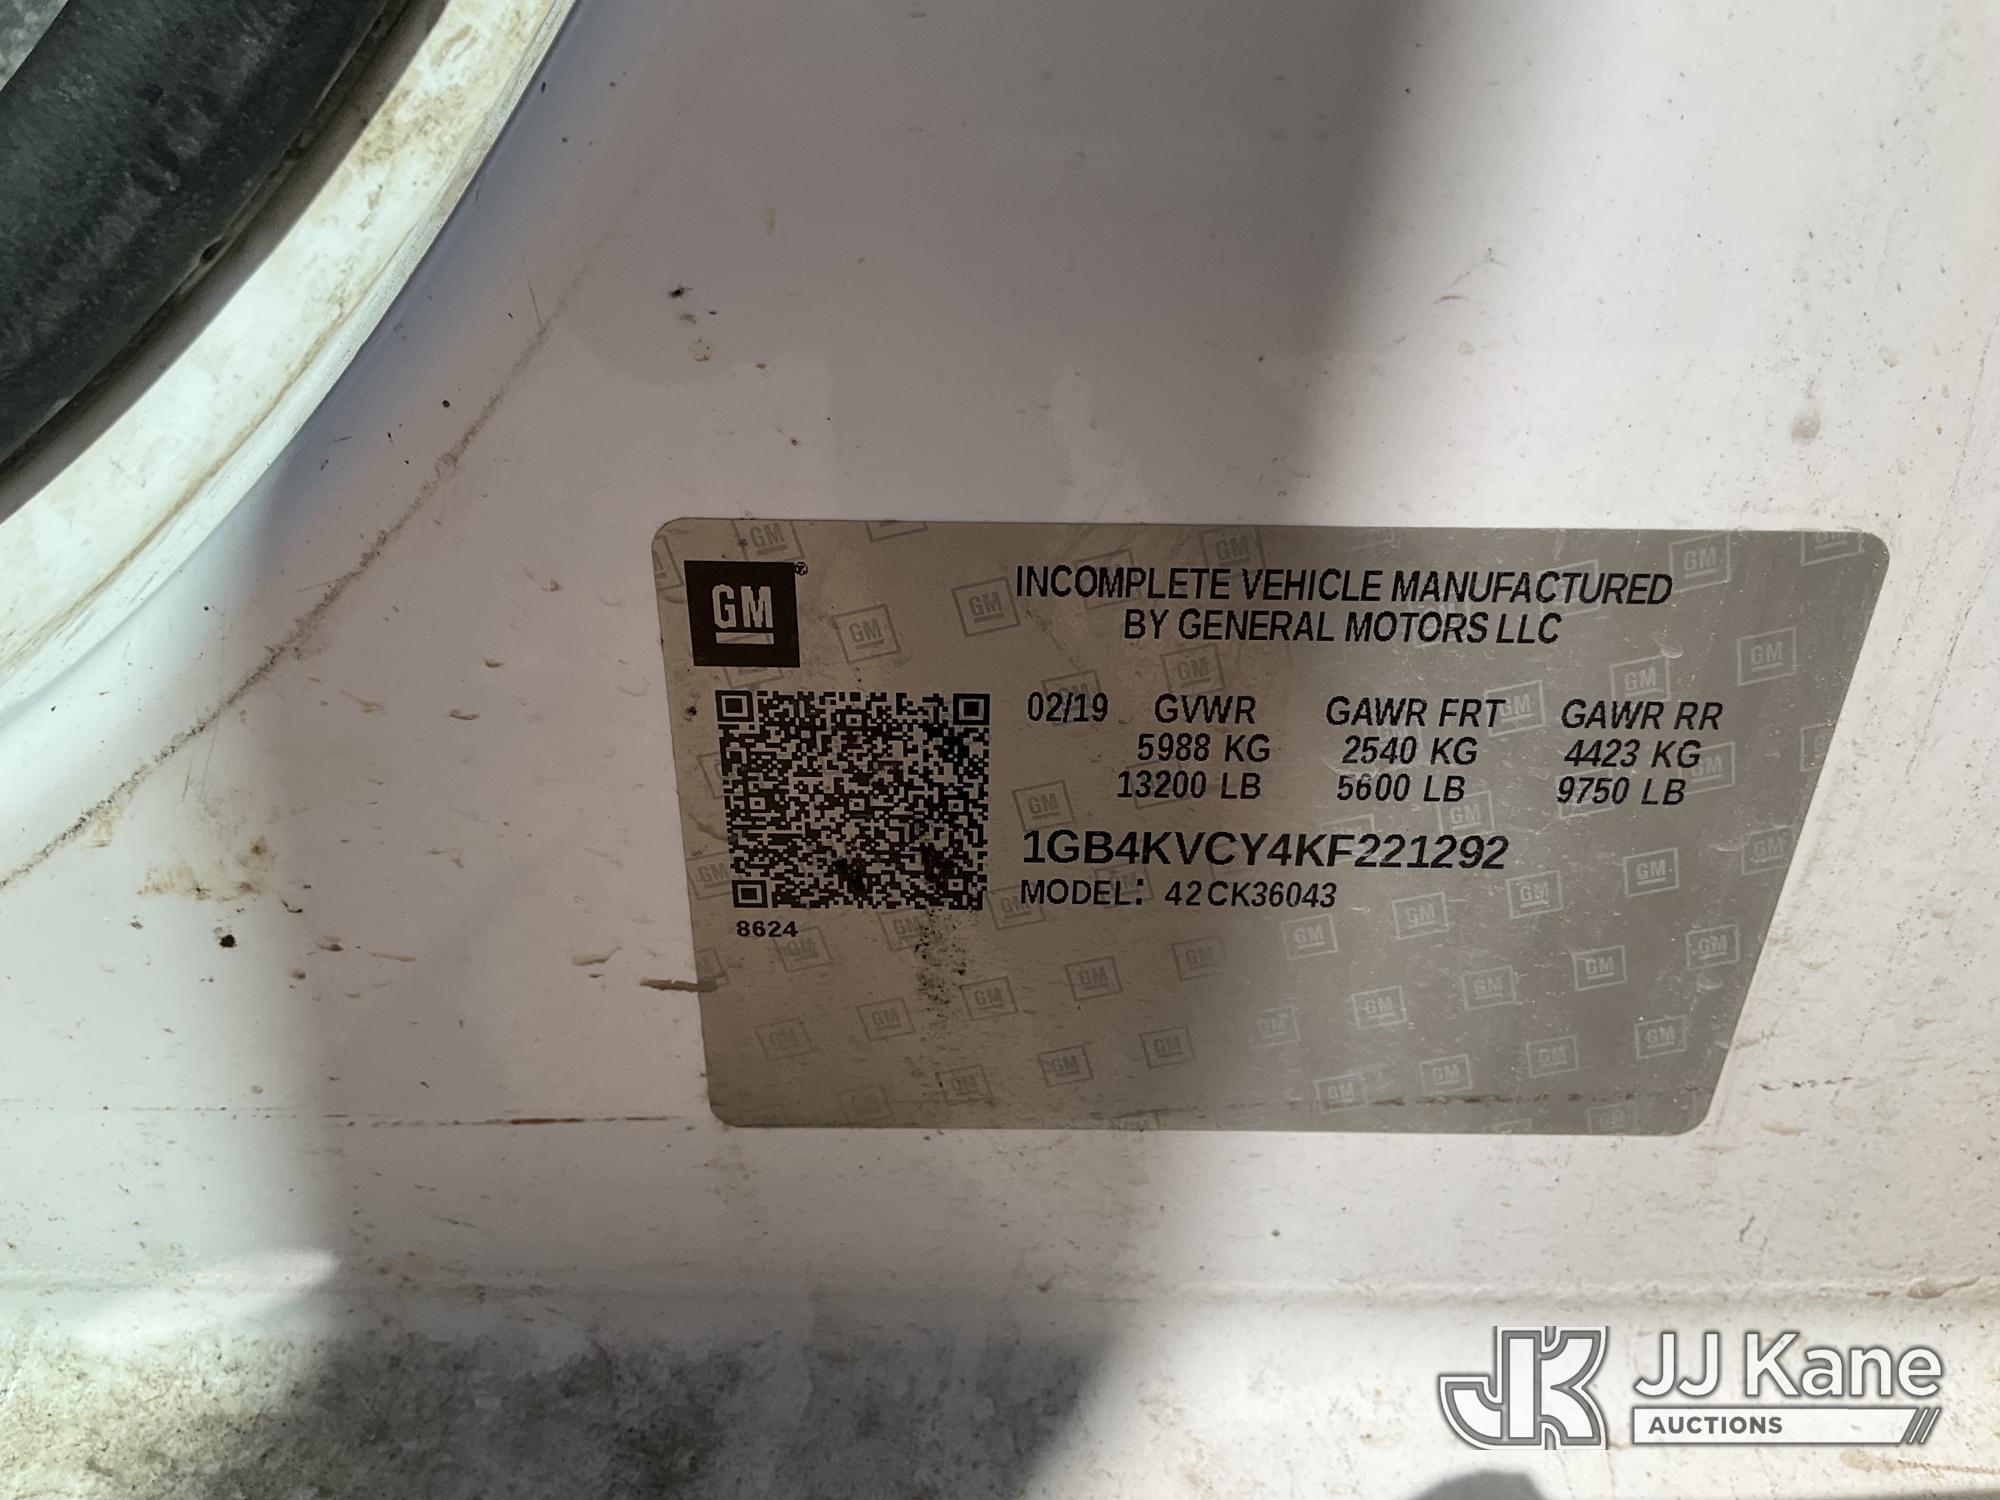 GM
INCOMPLETE VEHICLE MANUFACTURED
BY GENERAL MOTORS LLC
02/19 GVWR GAWR FRT GAWR RR
5988 KG 2540 KG 4423 KG
13200 LB 5600 LB 9750 LB
1GB4KVCY4KF221292
MODEL: 42CK36043
8624
JK JJ Kane
AUCTIONS